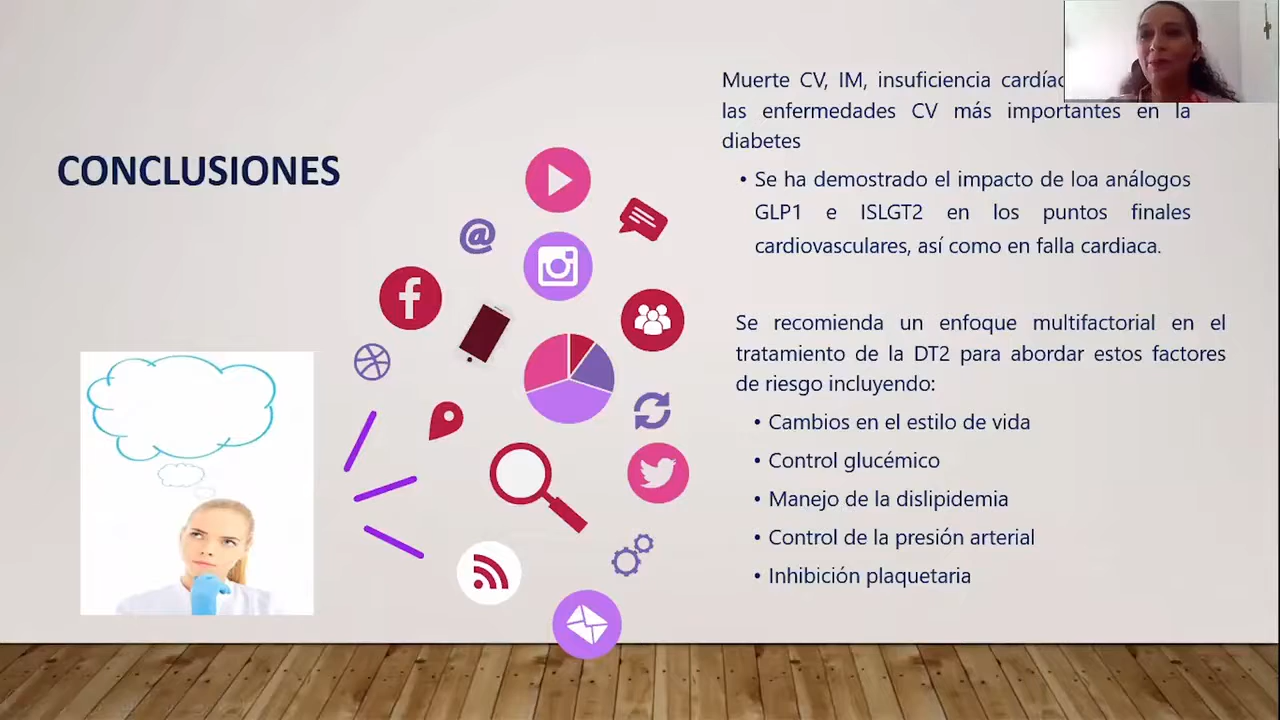 CONCLUSIONES
Muerte CV, IM, insuficiencia
las enfermedades CV más importantes en la
diabetes
• Se ha demostrado el impacto de loa análogos
GLP1 e ISLGT2 en los puntos finales
cardiovasculares, así como en falla cardiaca.
Se recomienda un enfoque multifactorial en el
tratamiento de la DT2 para abordar estos factores
de riesgo incluyendo:
• Cambios en el estilo de vida
• Control glucémico
• Manejo de la dislipidemia
• Control de la presión arterial
• Inhibición plaquetaria